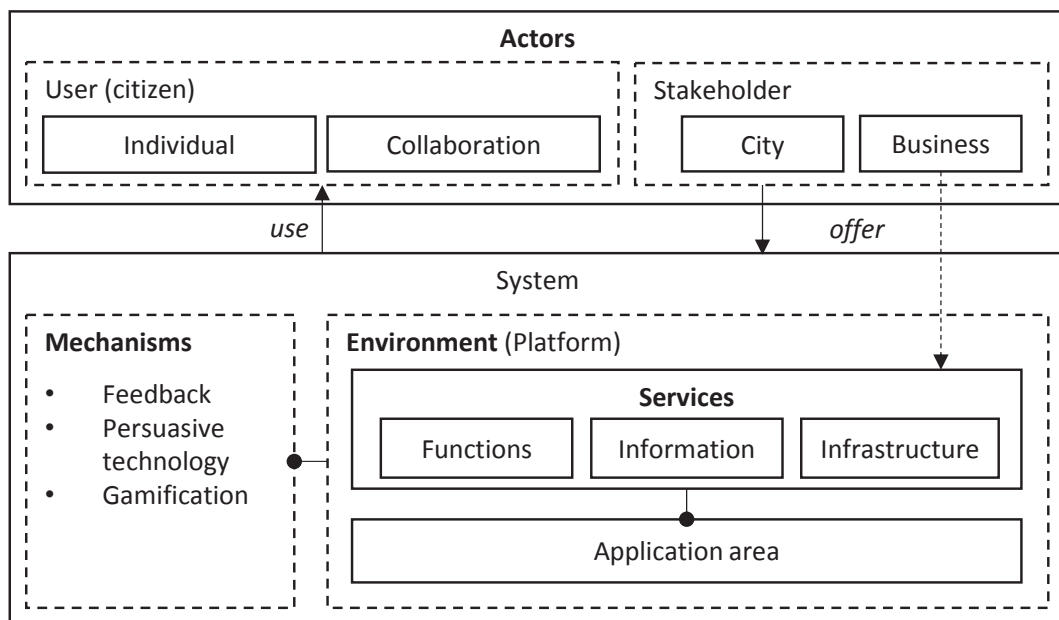 Actors
User (citizen)
Individual
Collaboration
Stakeholder
City
Business
use
offer
System
Mechanisms
• Feedback
• Persuasive
technology
• Gamification
Environment (Platform)
Services
Functions
Information
Infrastructure
Application area